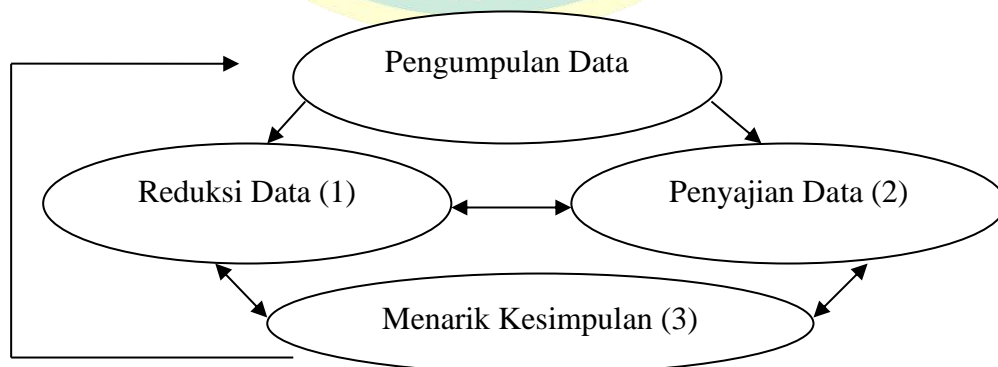 Pengumpulan Data
Reduksi Data (1)
Penyajian Data (2)
Menarik Kesimpulan (3)